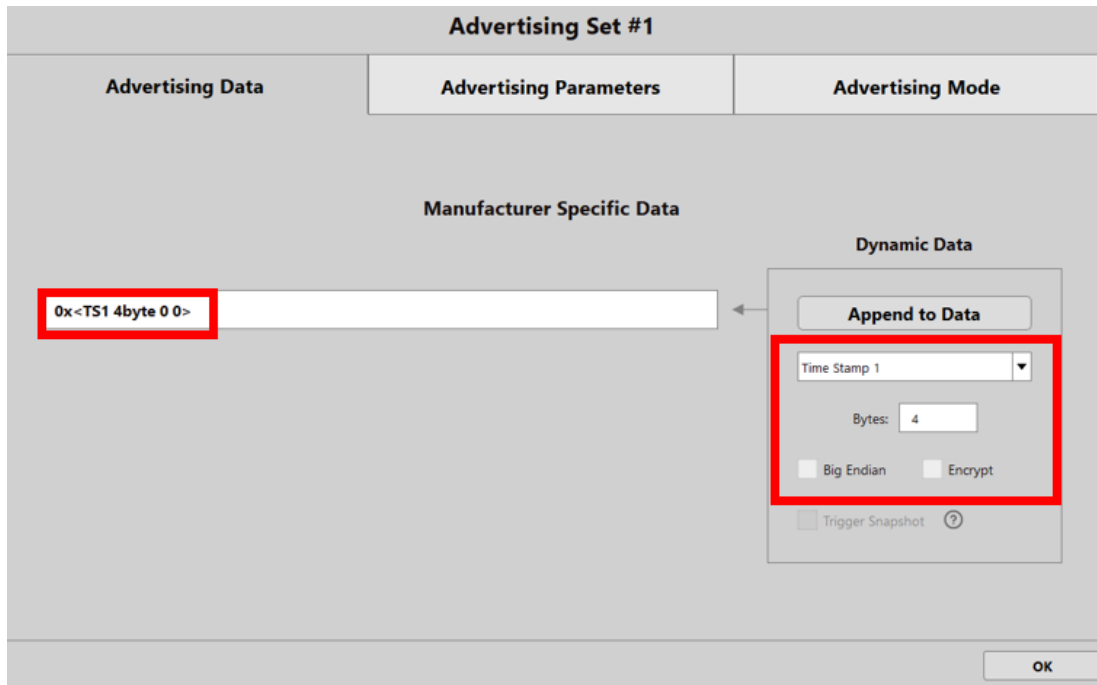 Advertising Set #1
Advertising Data
Advertising Parameters
Advertising Mode
Manufacturer Specific Data
Dynamic Data
0x<TS1 4byte 0 0>
Append to Data
Time Stamp 1
Bytes: 4
Big Endian Encrypt
Trigger Snapshot ?
OK